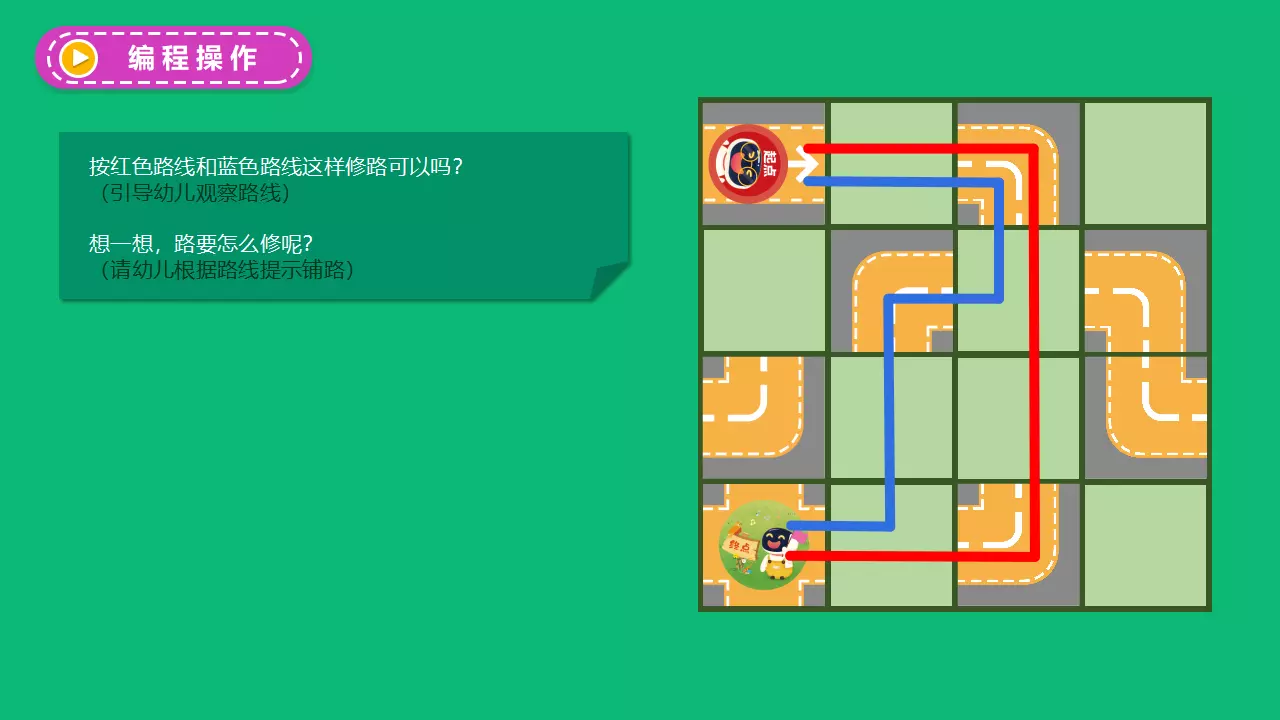 编程操作
按红色路线和蓝色路线这样修路可以吗？
（引导幼儿观察路线）
想一想，路要怎么修呢？
（请幼儿根据路线提示铺路）
起点
终点